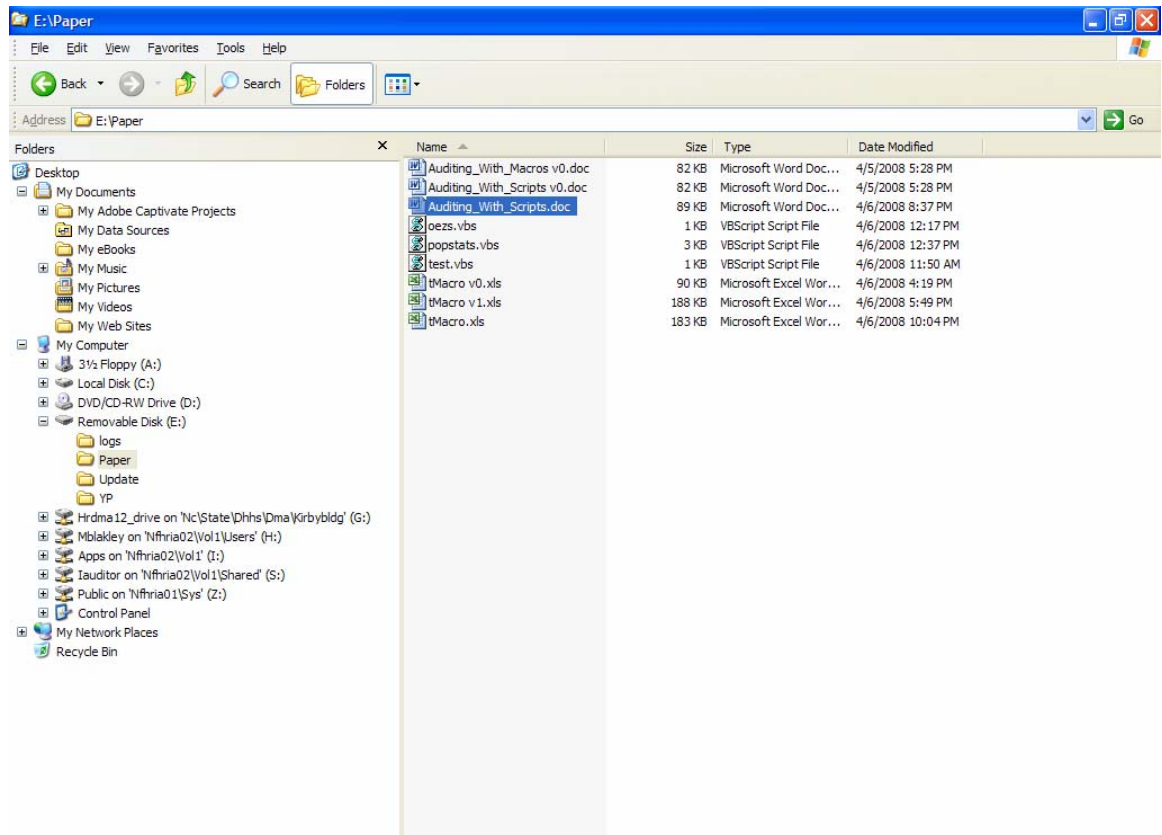 E:\Paper
File Edit View Favorites Tools Help
Back Search Folders
Address E:\Paper Go
Folders x
Name Size Type Date Modified
Desktop
My Documents
My Adobe Captivate Projects
My Data Sources
My eBooks
My Music
My Pictures
My Videos
My Web Sites
My Computer
3½ Floppy (A:)
Local Disk (C:)
DVD/CD-RW Drive (D:)
Removable Disk (E:)
logs
Paper
Update
YP
Hrdma12_drive on 'Nc\State\Dhhs\Dma\Kirbybldg' (G:)
Mblakley on 'Nfhria02\Vol1\Users' (H:)
Apps on 'Nfhria02\Vol1' (I:)
Iauditor on 'Nfhria02\Vol1\Shared' (S:)
Public on 'Nfhria01\Sys' (Z:)
Control Panel
My Network Places
Recycle Bin
Auditing_With_Macros v0.doc 82 KB Microsoft Word Doc... 4/5/2008 5:28 PM
Auditing_With_Scripts v0.doc 82 KB Microsoft Word Doc... 4/5/2008 5:28 PM
Auditing_With_Scripts.doc 89 KB Microsoft Word Doc... 4/6/2008 8:37 PM
oezs.vbs 1 KB VBScript Script File 4/6/2008 12:17 PM
popstats.vbs 3 KB VBScript Script File 4/6/2008 12:37 PM
test.vbs 1 KB VBScript Script File 4/6/2008 11:50 AM
tMacro v0.xls 90 KB Microsoft Excel Wor... 4/6/2008 4:19 PM
tMacro v1.xls 188 KB Microsoft Excel Wor... 4/6/2008 5:49 PM
tMacro.xls 183 KB Microsoft Excel Wor... 4/6/2008 10:04 PM